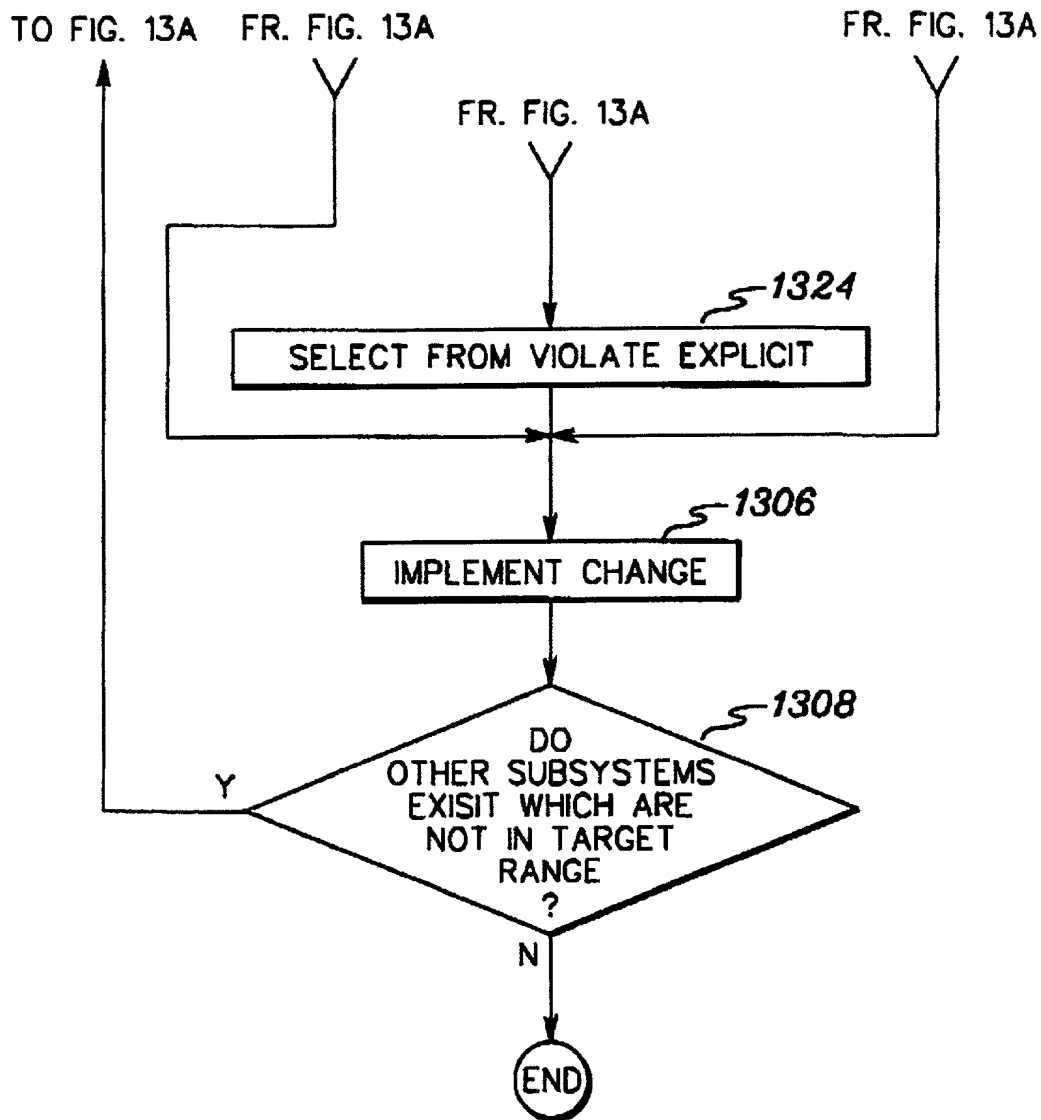 TO FIG. 13A FR. FIG. 13A FR. FIG. 13A
FR. FIG. 13A
1324
SELECT FROM VIOLATE EXPLICIT
1306
IMPLEMENT CHANGE
1308
DO
OTHER SUBSYSTEMS
EXISIT WHICH ARE
NOT IN TARGET
RANGE
?
Y
N
END